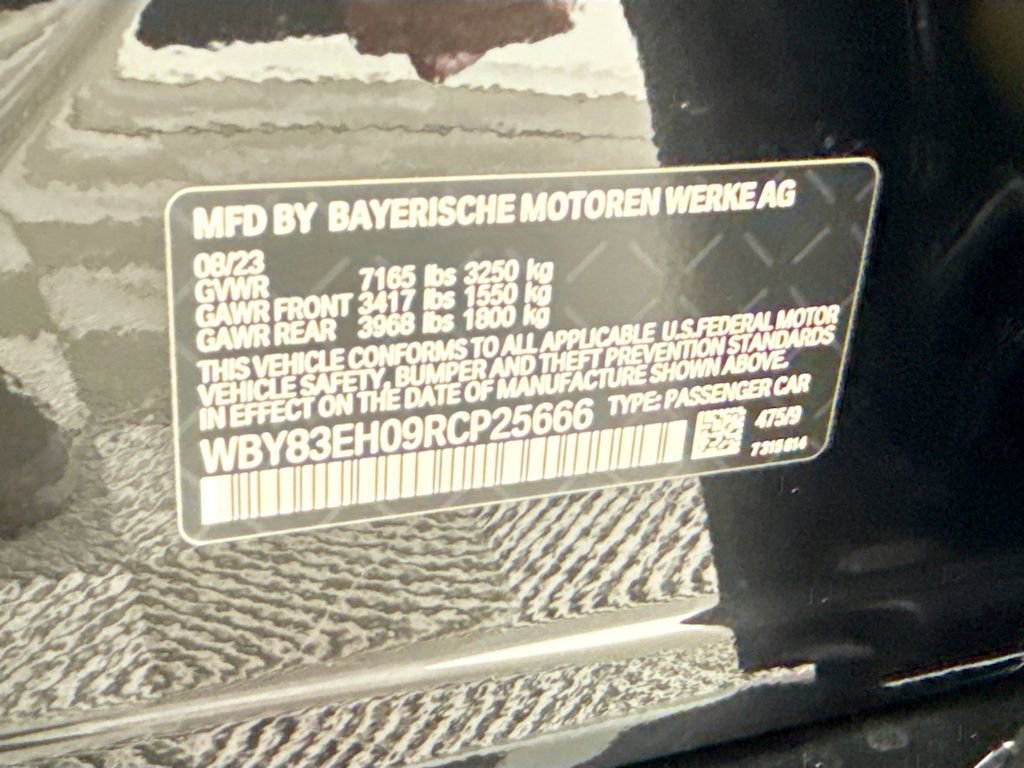 MFD BY BAYERISCHE MOTOREN WERKE AG
08/23
GVWR 7165 lbs 3250 kg
GAWR FRONT 3417 lbs 1550 kg
GAWR REAR 3968 lbs 1800 kg
THIS VEHICLE CONFORMS TO ALL APPLICABLE U.S.FEDERAL MOTOR
VEHICLE SAFETY, BUMPER AND THEFT PREVENTION STANDARDS
IN EFFECT ON THE DATE OF MANUFACTURE SHOWN ABOVE.
WBY83EH09RCP25666 TYPE: PASSENGER CAR
475/9